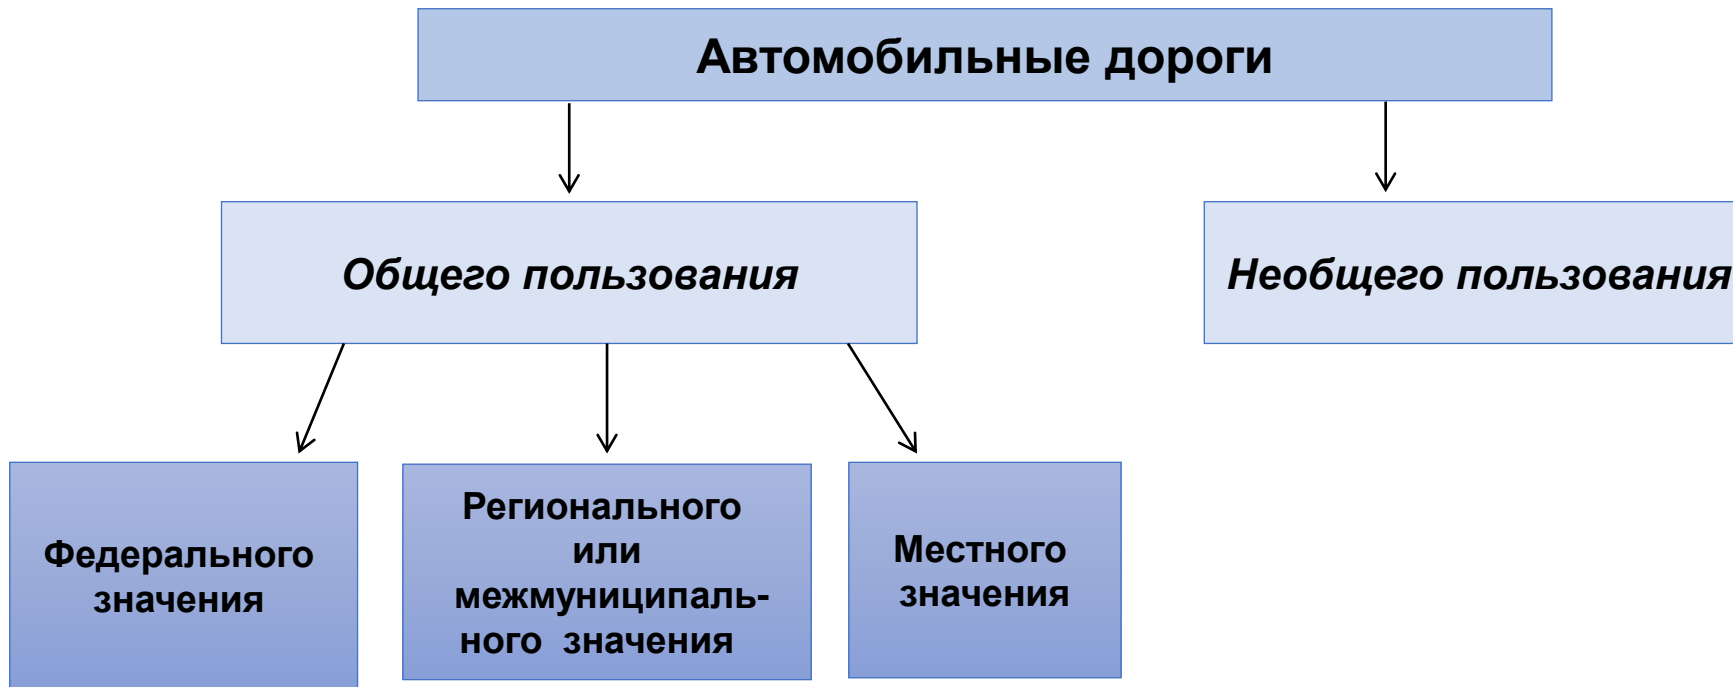 Автомобильные дороги
Общего пользования
Необщего пользования
Федерального
значения
Регионального
или
межмуниципаль-
ного значения
Местного
значения